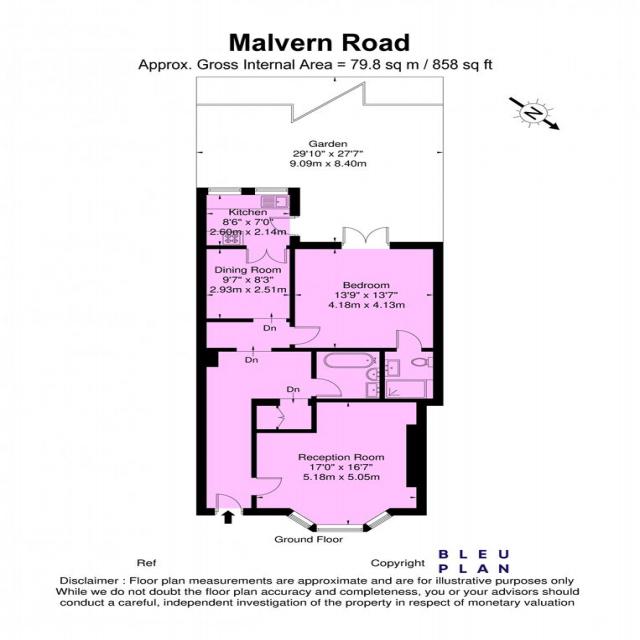 Malvern Road
Approx. Gross Internal Area = 79.8 sq m / 858 sq ft
N
Garden
29'10" x 27'7"
9.09m x 8.40m
Kitchen
8'6" x 7'0"
2.60m x 2.14m
Dining Room
9'7" x 8'3"
2.93m x 2.51m
Bedroom
13'9" x 13'7"
4.18m x 4.13m
Dn
Dn
Dn
Reception Room
17'0" x 16'7"
5.18m x 5.05m
Ground Floor
Ref
Copyright
BLEU
PLAN
Disclaimer : Floor plan measurements are approximate and are for illustrative purposes only
While we do not doubt the floor plan accuracy and completeness, you or your advisors should
conduct a careful, independent investigation of the property in respect of monetary valuation